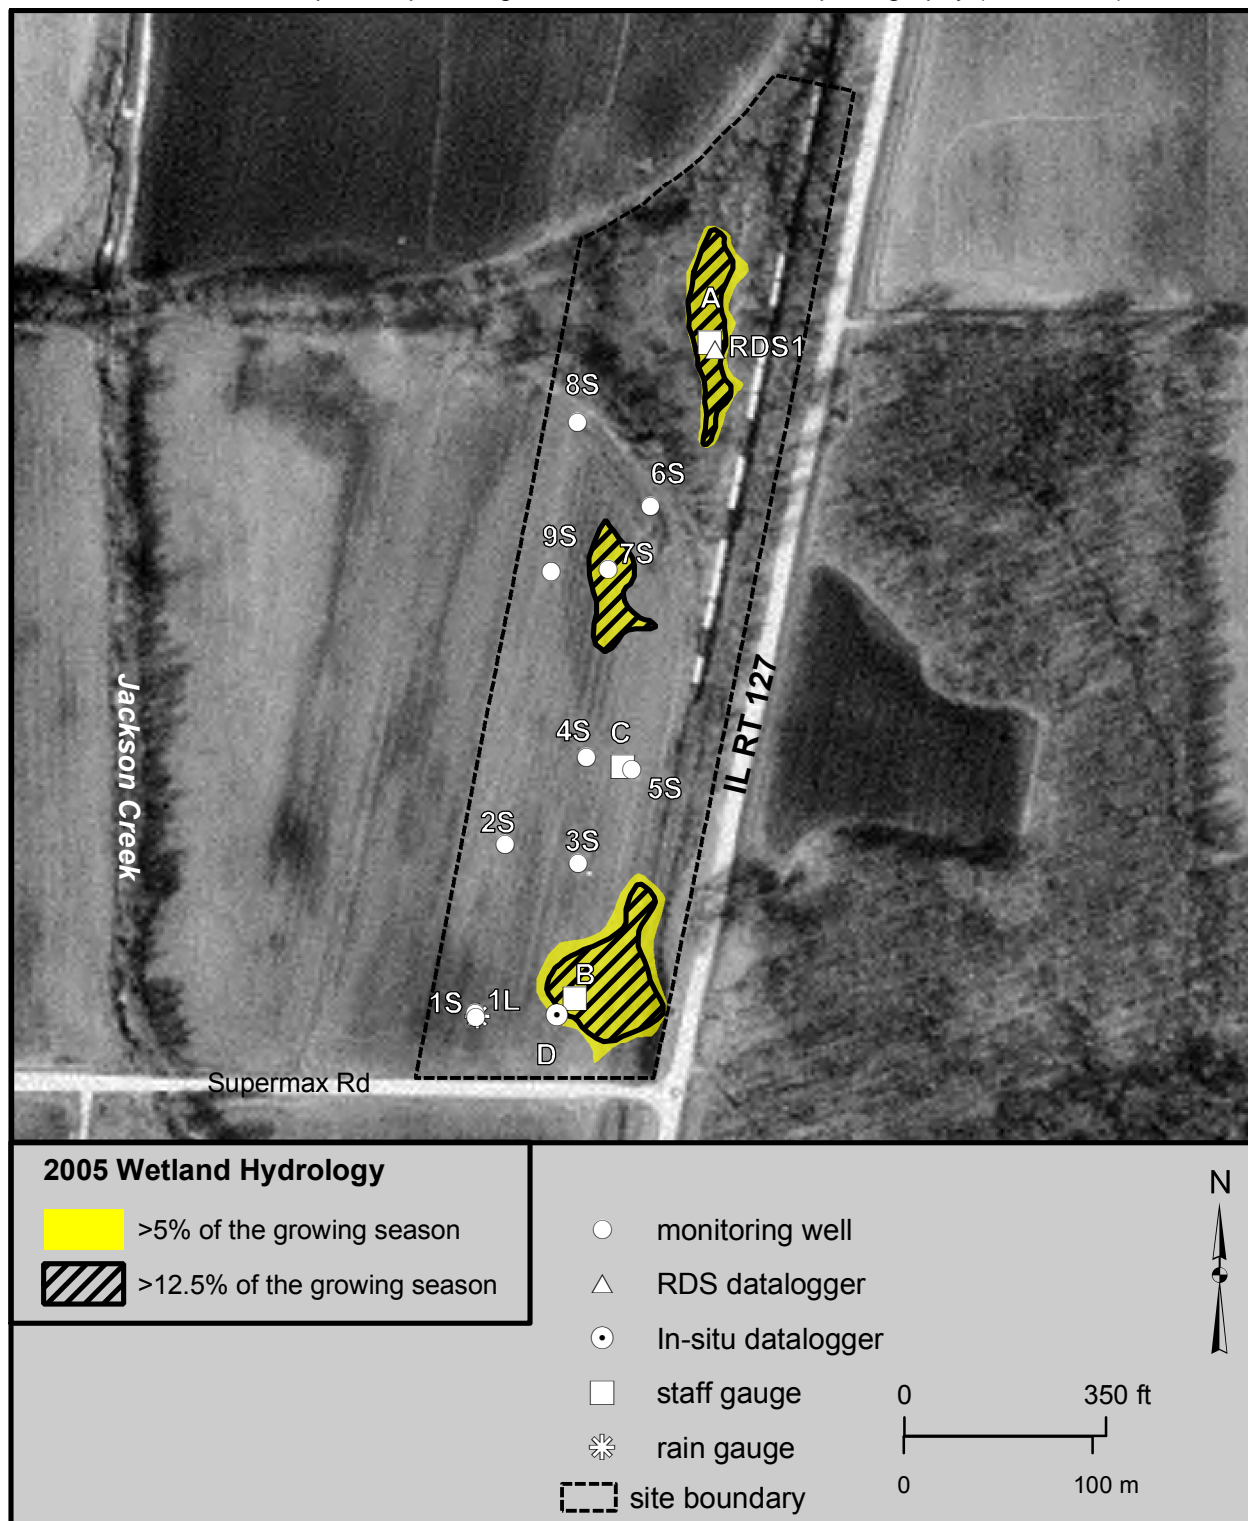 A
RDS1
8S
6S
9S
7S
Jackson Creek
IL RT 127
4S
C
5S
2S
3S
B
1S
1L
D
Supermax Rd
2005 Wetland Hydrology
>5% of the growing season
>12.5% of the growing season
monitoring well
RDS datalogger
In-situ datalogger
staff gauge
rain gauge
site boundary
N
0 350 ft
0 100 m